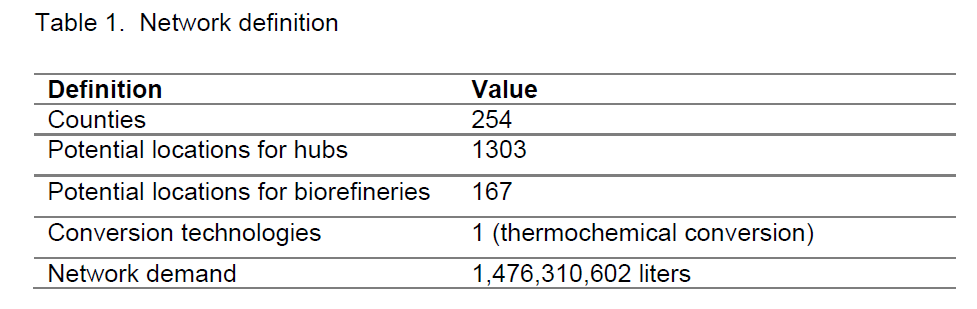 Table 1.  Network definition
Definition Value
Counties 254
Potential locations for hubs 1303
Potential locations for biorefineries 167
Conversion technologies 1 (thermochemical conversion)
Network demand 1,476,310,602 liters